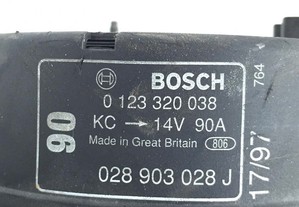 BOSCH
0 123 320 038
KC → 14V 90A
Made in Great Britain 806
028 903 028 J
90
17/97
764